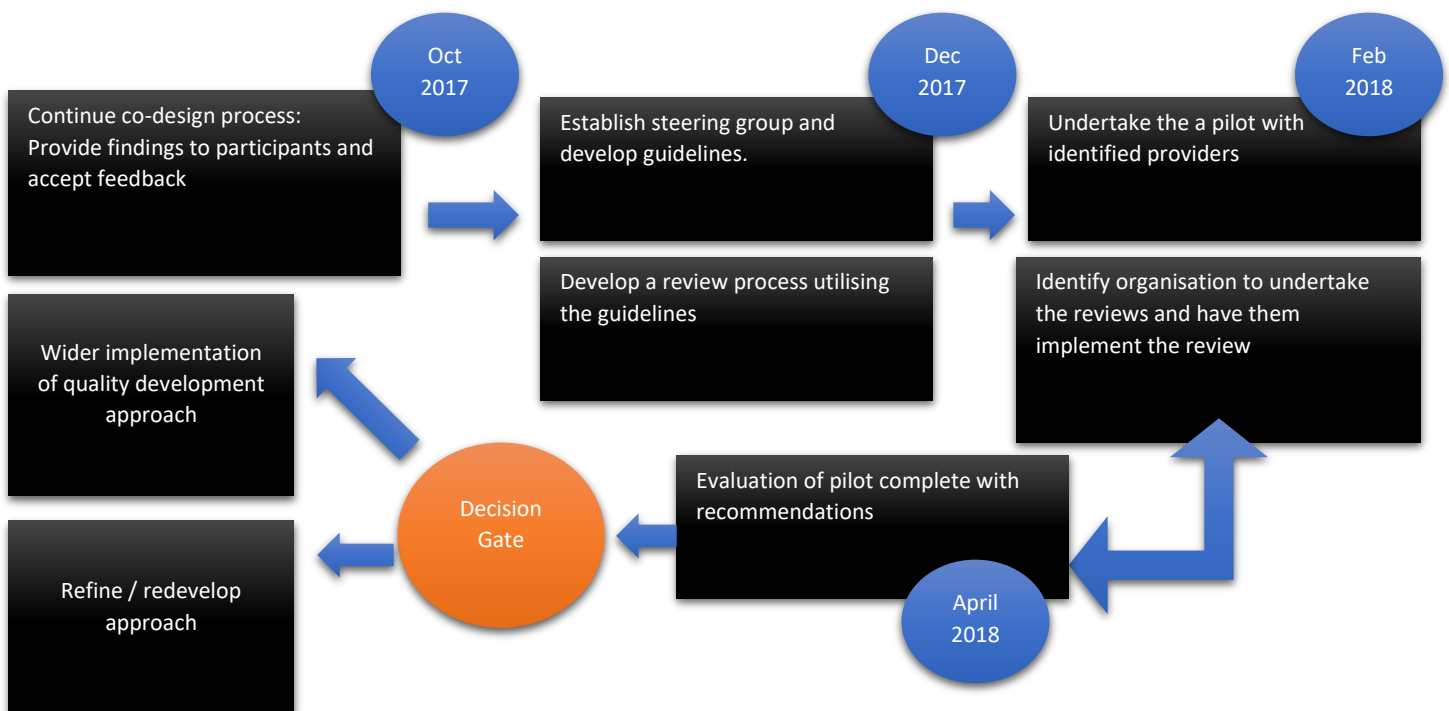 Oct
2017
Continue co-design process:
Provide findings to participants and
accept feedback
Dec
2017
Establish steering group and
develop guidelines.
Feb
2018
Undertake the a pilot with
identified providers
Develop a review process utilising
the guidelines
Identify organisation to undertake
the reviews and have them
implement the review
Evaluation of pilot complete with
recommendations
April
2018
Decision
Gate
Wider implementation
of quality development
approach
Refine / redevelop
approach